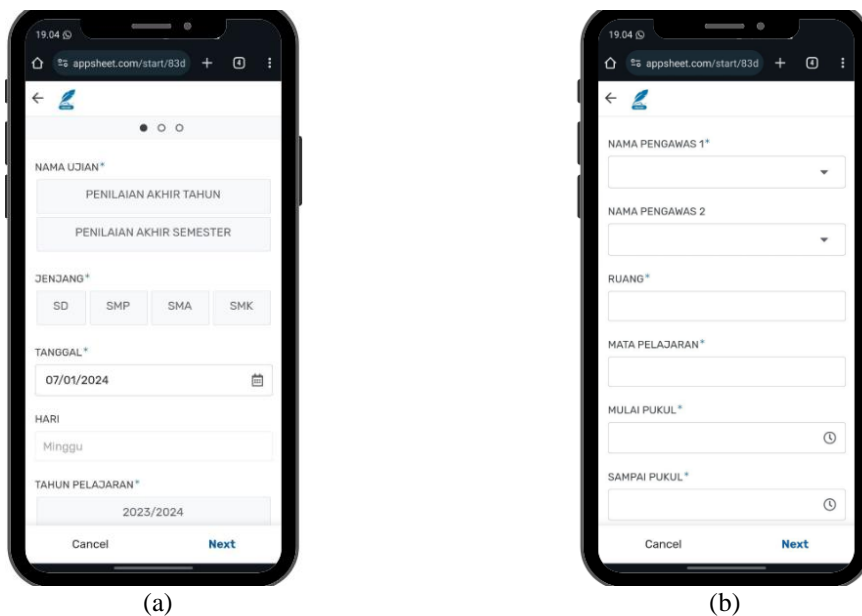 19.04
appsheet.com/start/83d
4
NAMA UJIAN*
PENILAIAN AKHIR TAHUN
PENILAIAN AKHIR SEMESTER
JENJANG*
SD SMP SMA SMK
TANGGAL*
07/01/2024
HARI
Minggu
TAHUN PELAJARAN*
2023/2024
Cancel Next
(a)
19.04
appsheet.com/start/83d
4
NAMA PENGAWAS 1*
NAMA PENGAWAS 2
RUANG*
MATA PELAJARAN*
MULAI PUKUL*
SAMPAI PUKUL*
Cancel Next
(b)